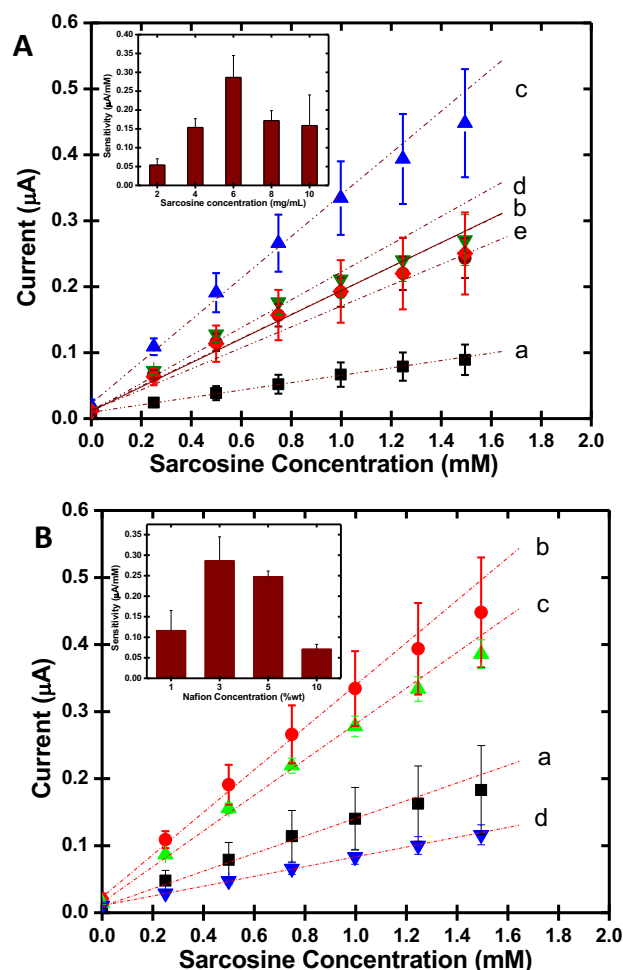 A
0.6
0.5
0.4
0.3
0.2
0.1
0.0
Current (µA)
0.0 0.2 0.4 0.6 0.8 1.0 1.2 1.4 1.6 1.8 2.0
Sarcosine Concentration (mM)
c
d
b
e
a
0.40
0.35
0.30
0.25
0.20
0.15
0.10
0.05
0.00
Sensitivity (µA/mM)
2 4 6 8 10
Sarcosine concentration (mg/mL)
B
0.6
0.5
0.4
0.3
0.2
0.1
0.0
Current (µA)
0.0 0.2 0.4 0.6 0.8 1.0 1.2 1.4 1.6 1.8 2.0
Sarcosine Concentration (mM)
b
c
a
d
0.35
0.30
0.25
0.20
0.15
0.10
0.05
0.00
Sensitivity (µA/mM)
1 3 5 10
Nafion Concentration (%wt)